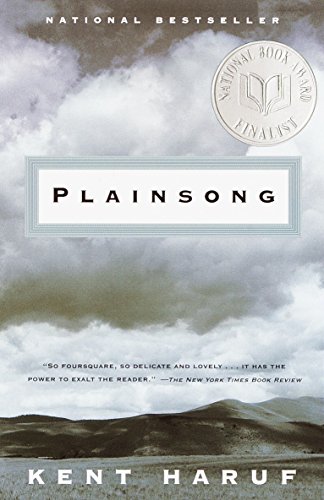 NATIONAL BESTSELLER
NATIONAL BOOK AWARD
FINALIST
PLAINSONG
"SO FOURSQUARE, SO DELICATE AND LOVELY . . . . IT HAS THE
POWER TO EXALT THE READER." —THE NEW YORK TIMES BOOK REVIEW
KENT HARUF